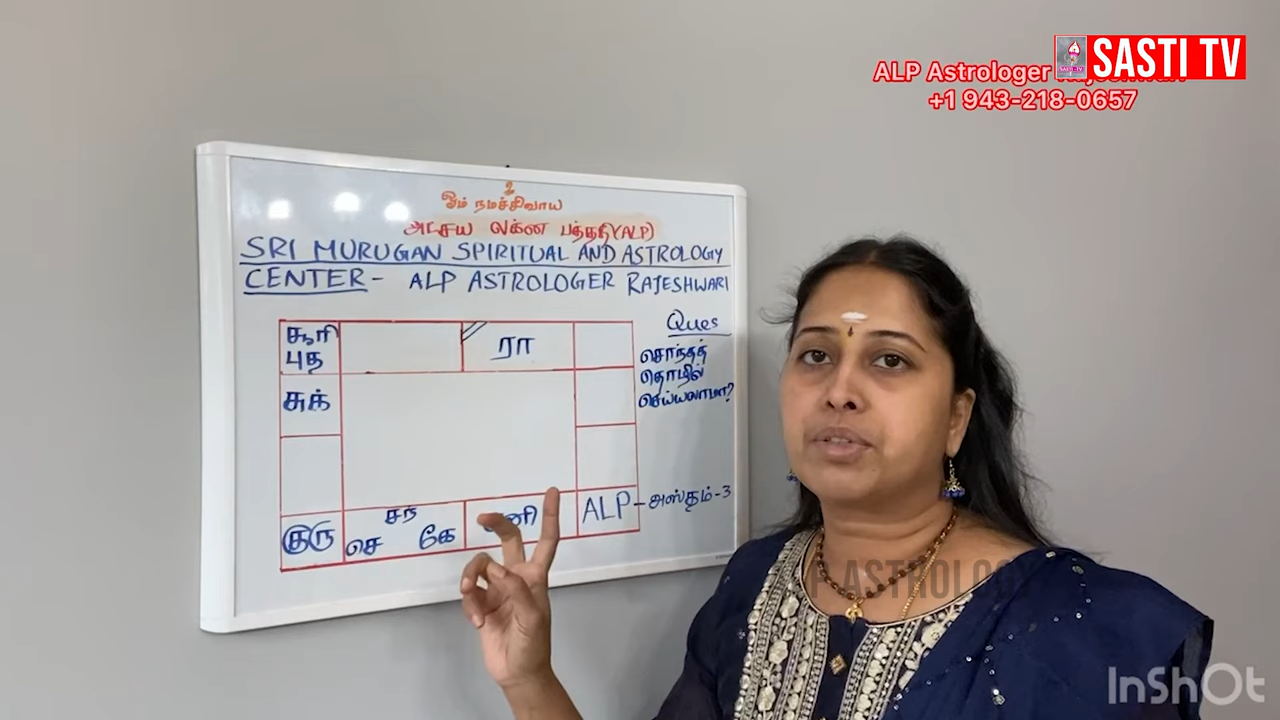 SASTI TV
ALP Astrologer
+1 943-218-0657
உ
ஓம் நமச்சிவாய
அட்சய லக்ன பத்ததி (ALP)
SRI MURUGAN SPIRITUAL AND ASTROLOGY
CENTER - ALP ASTROLOGER RAJESHWARI
Ques
சொந்தத்
தொழில்
செய்யலாமா?
சூரி
புத
ரா
சுக்
குரு
சந்
செ கே
ALP - அஸ்தம் - 3
ASTROLOGY
InShOt